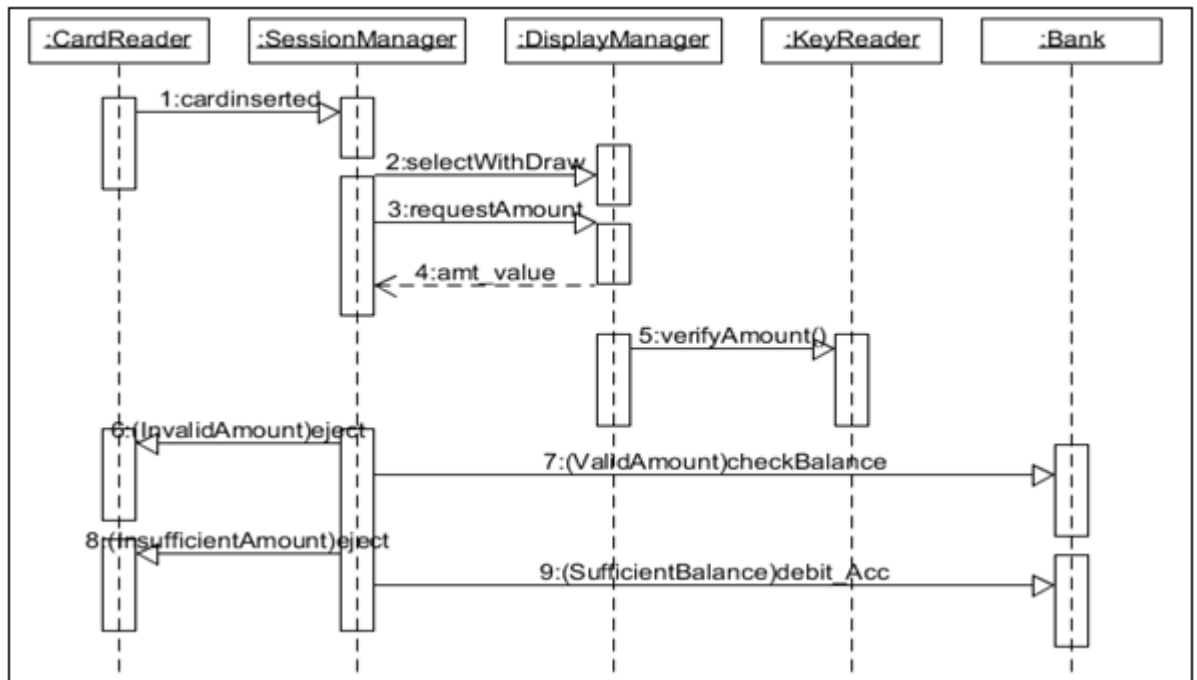 :CardReader
:SessionManager
:DisplayManager
:KeyReader
:Bank
1:cardinserted
2:selectWithDraw
3:requestAmount
4:amt_value
5:verifyAmount()
6:(InvalidAmount)eject
7:(ValidAmount)checkBalance
8:(InsufficientAmount)eject
9:(SufficientBalance)debit_Acc